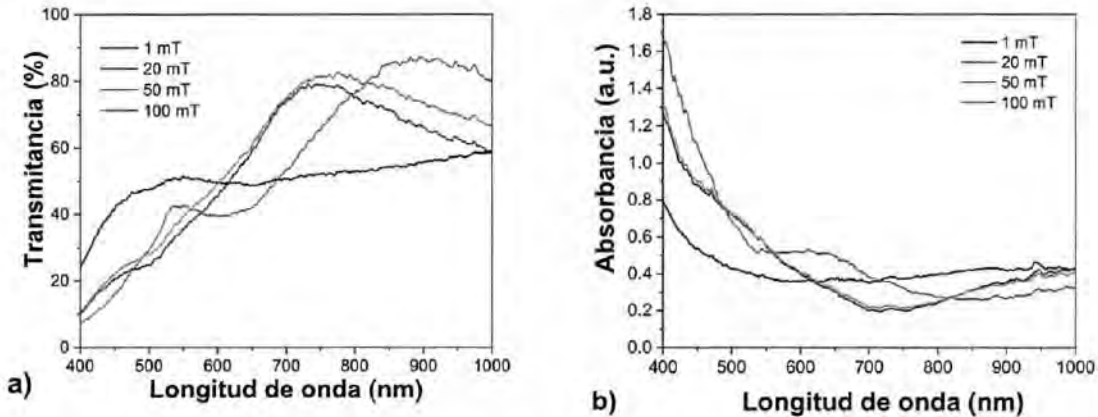 100
80
60
40
20
0
Transmitancia (%)
1 mT
20 mT
50 mT
100 mT
400 500 600 700 800 900 1000
Longitud de onda (nm)
a)
1.8
1.6
1.4
1.2
1.0
0.8
0.6
0.4
0.2
0.0
Absorbancia (a.u.)
1 mT
20 mT
50 mT
100 mT
400 500 600 700 800 900 1000
Longitud de onda (nm)
b)